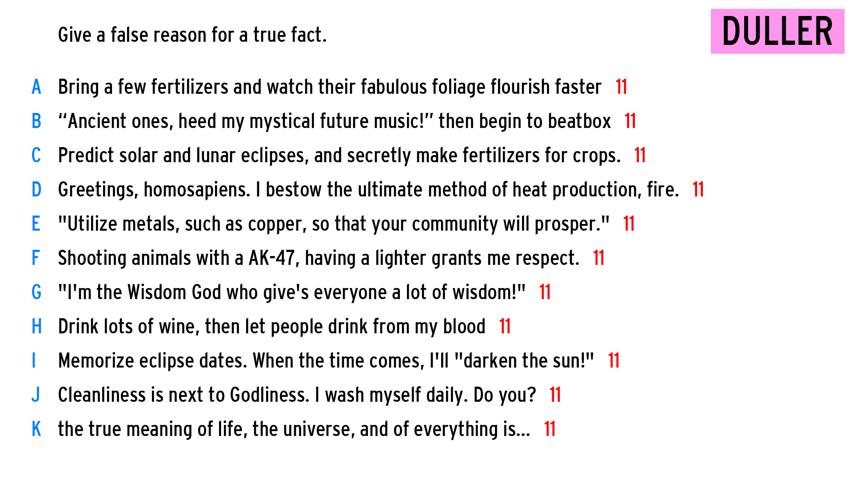 Give a false reason for a true fact.
DULLER
A Bring a few fertilizers and watch their fabulous foliage flourish faster 11
B “Ancient ones, heed my mystical future music!” then begin to beatbox 11
C Predict solar and lunar eclipses, and secretly make fertilizers for crops. 11
D Greetings, homosapiens. I bestow the ultimate method of heat production, fire. 11
E "Utilize metals, such as copper, so that your community will prosper." 11
F Shooting animals with a AK-47, having a lighter grants me respect. 11
G "I'm the Wisdom God who give's everyone a lot of wisdom!" 11
H Drink lots of wine, then let people drink from my blood 11
I Memorize eclipse dates. When the time comes, I'll "darken the sun!" 11
J Cleanliness is next to Godliness. I wash myself daily. Do you? 11
K the true meaning of life, the universe, and of everything is... 11